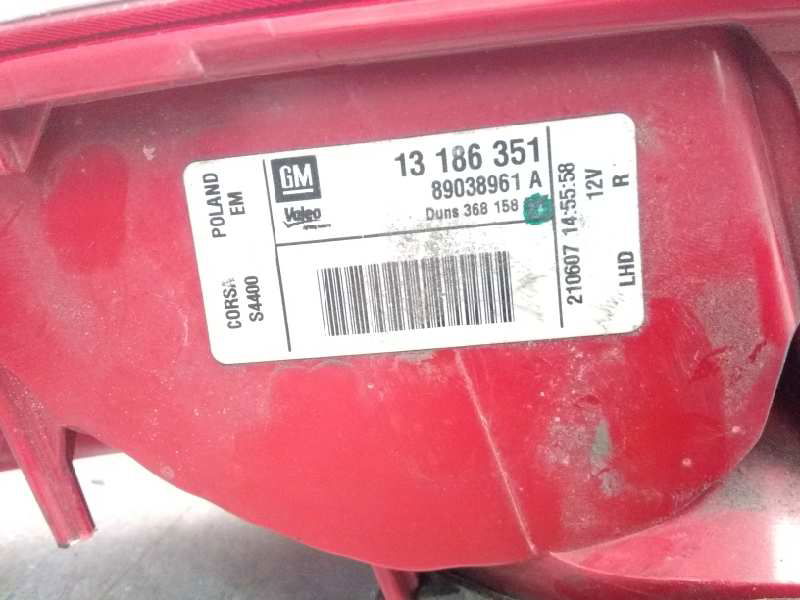 POLAND
EM
CORSA
S4400
GM
Valeo
13 186 351
89038961 A
Duns 368 158
210607 14:55:58
12V
R
LHD